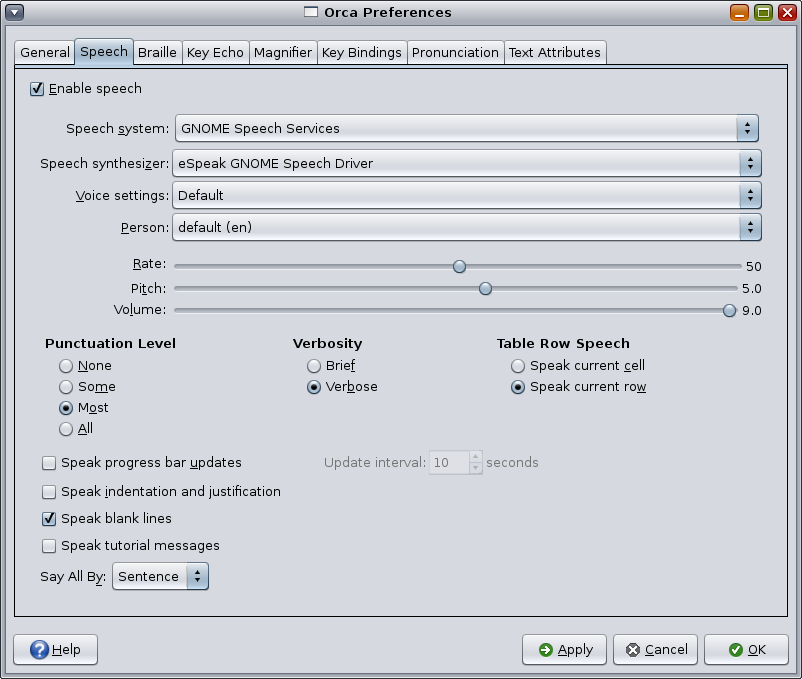 Orca Preferences
General Speech Braille Key Echo Magnifier Key Bindings Pronunciation Text Attributes
Enable speech
Speech system: GNOME Speech Services
Speech synthesizer: eSpeak GNOME Speech Driver
Voice settings: Default
Person: default (en)
Rate: 50
Pitch: 5.0
Volume: 9.0
Punctuation Level Verbosity Table Row Speech
None Brief Speak current cell
Some Verbose Speak current row
Most
All
Speak progress bar updates Update interval: 10 seconds
Speak indentation and justification
Speak blank lines
Speak tutorial messages
Say All By: Sentence
Help Apply Cancel OK